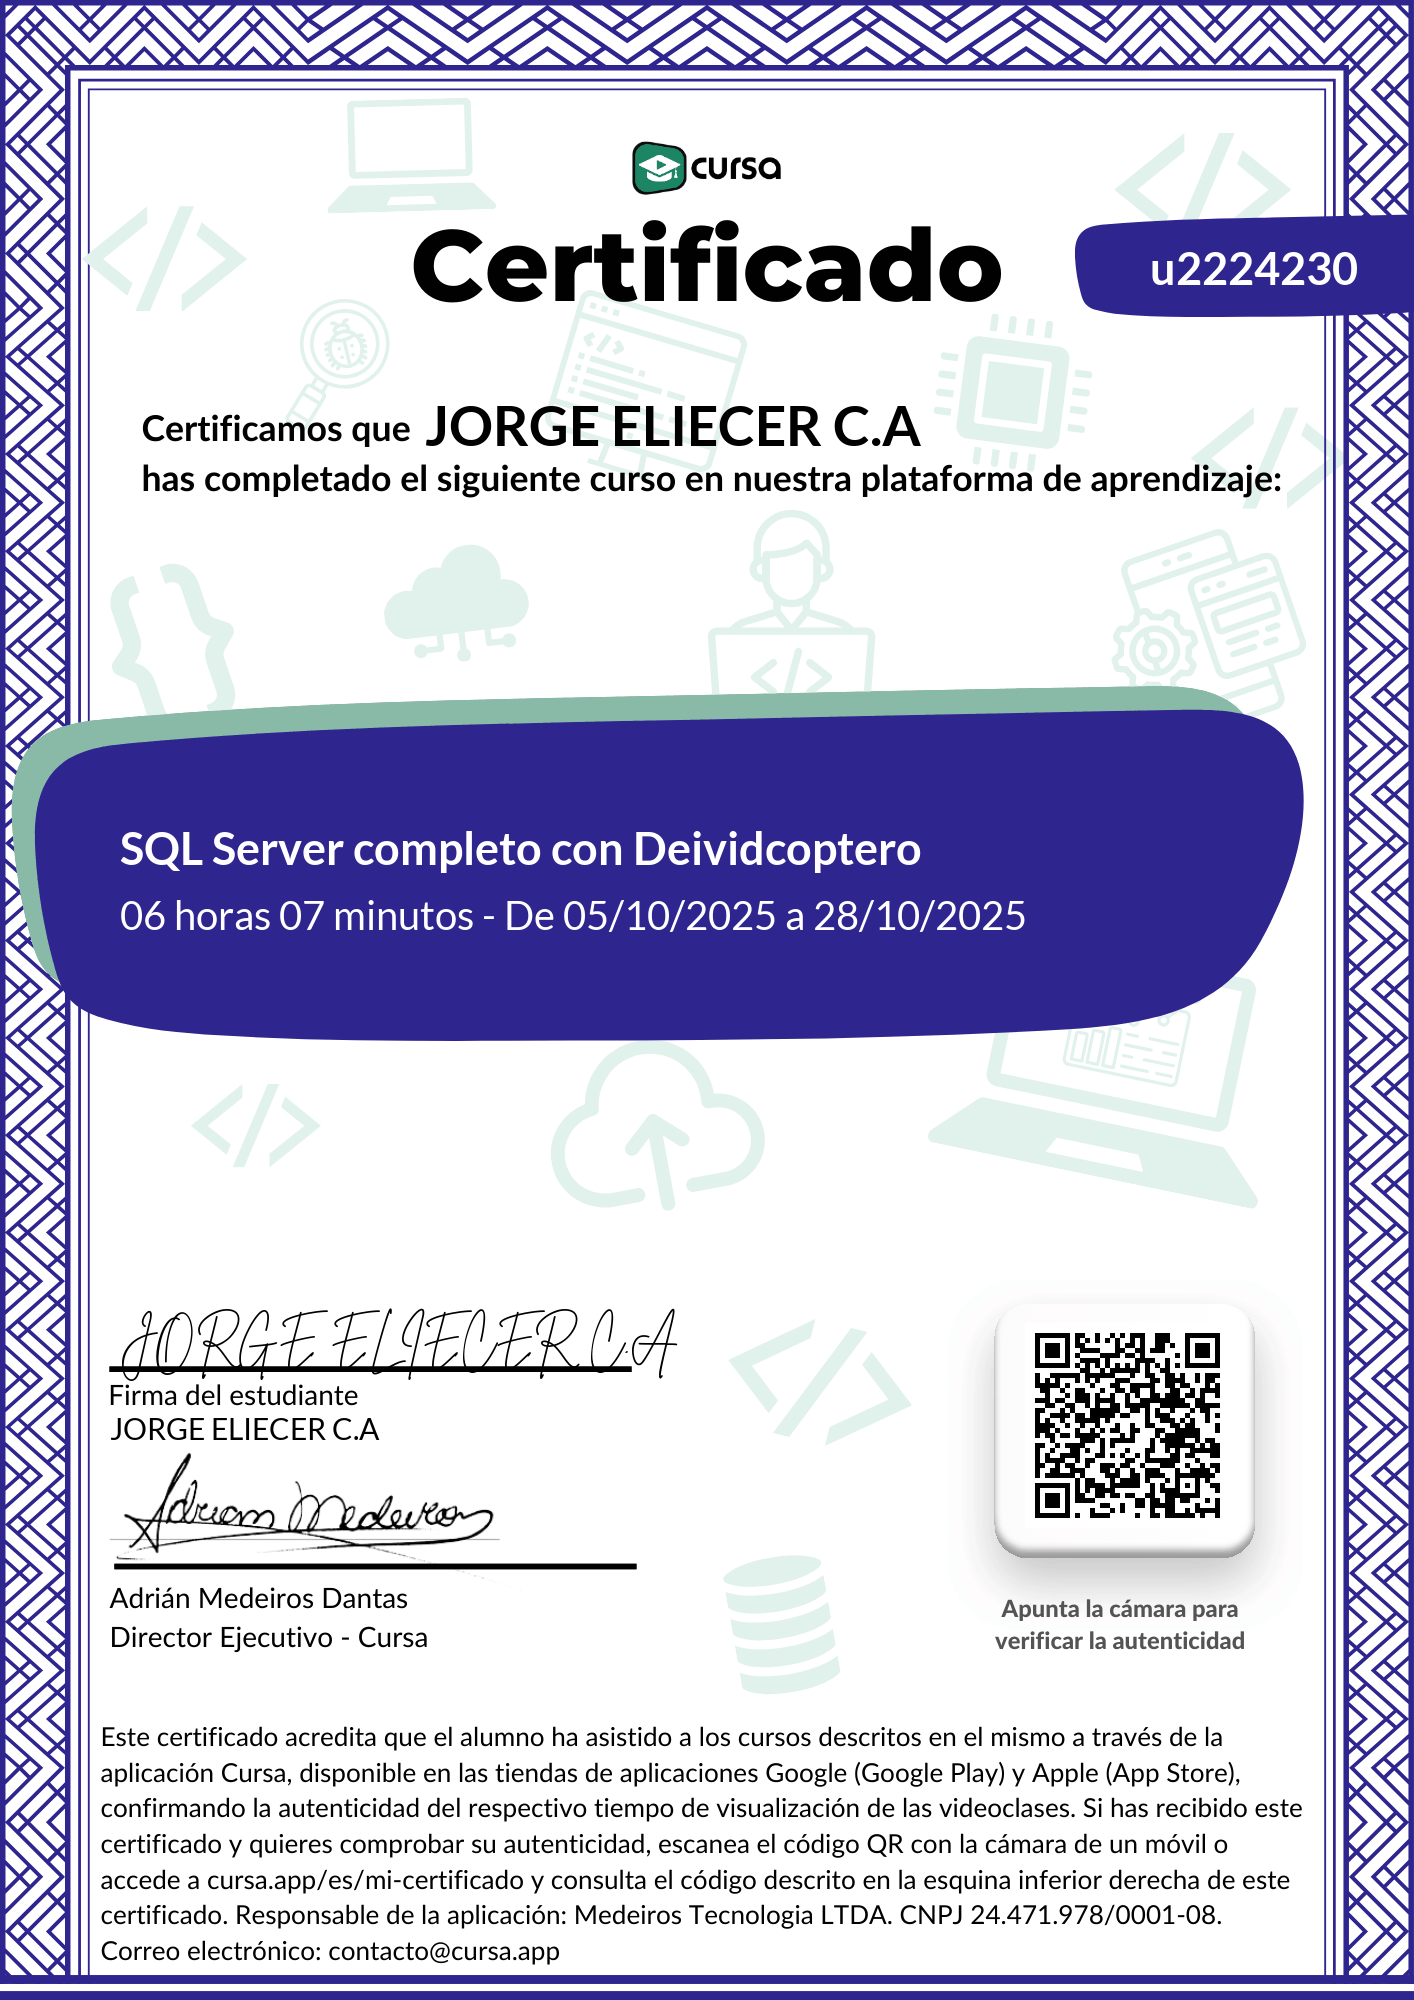 cursa
Certificado
u2224230
Certificamos que JORGE ELIECER C.A
has completado el siguiente curso en nuestra plataforma de aprendizaje:
SQL Server completo con Deividcoptero
06 horas 07 minutos - De 05/10/2025 a 28/10/2025
JORGE ELIECER C.A
Firma del estudiante
JORGE ELIECER C.A
Adriam Medeiros
Adrián Medeiros Dantas
Director Ejecutivo - Cursa
Apunta la cámara para
verificar la autenticidad
Este certificado acredita que el alumno ha asistido a los cursos descritos en el mismo a través de la
aplicación Cursa, disponible en las tiendas de aplicaciones Google (Google Play) y Apple (App Store),
confirmando la autenticidad del respectivo tiempo de visualización de las videoclases. Si has recibido este
certificado y quieres comprobar su autenticidad, escanea el código QR con la cámara de un móvil o
accede a cursa.app/es/mi-certificado y consulta el código descrito en la esquina inferior derecha de este
certificado. Responsable de la aplicación: Medeiros Tecnologia LTDA. CNPJ 24.471.978/0001-08.
Correo electrónico: contacto@cursa.app